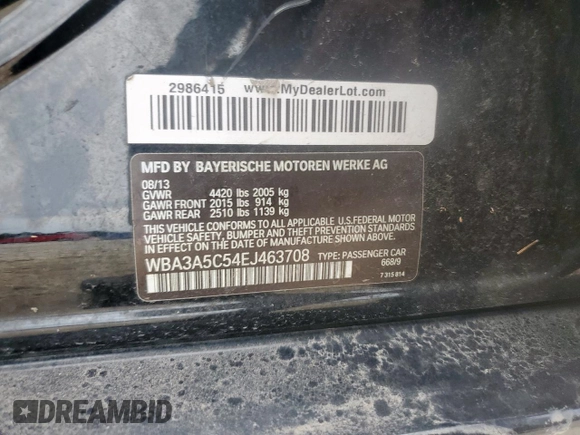 2986415 www.MyDealerLot.com
MFD BY BAYERISCHE MOTOREN WERKE AG
08/13
GVWR 4420 lbs 2005 kg
GAWR FRONT 2015 lbs 914 kg
GAWR REAR 2510 lbs 1139 kg
THIS VEHICLE CONFORMS TO ALL APPLICABLE U.S.FEDERAL MOTOR
VEHICLE SAFETY, BUMPER, AND THEFT PREVENTION STANDARDS
IN EFFECT ON THE DATE OF MANUFACTURE SHOWN ABOVE.
WBA3A5C54EJ463708 TYPE: PASSENGER CAR
668/9
7 315 814
DREAMBID